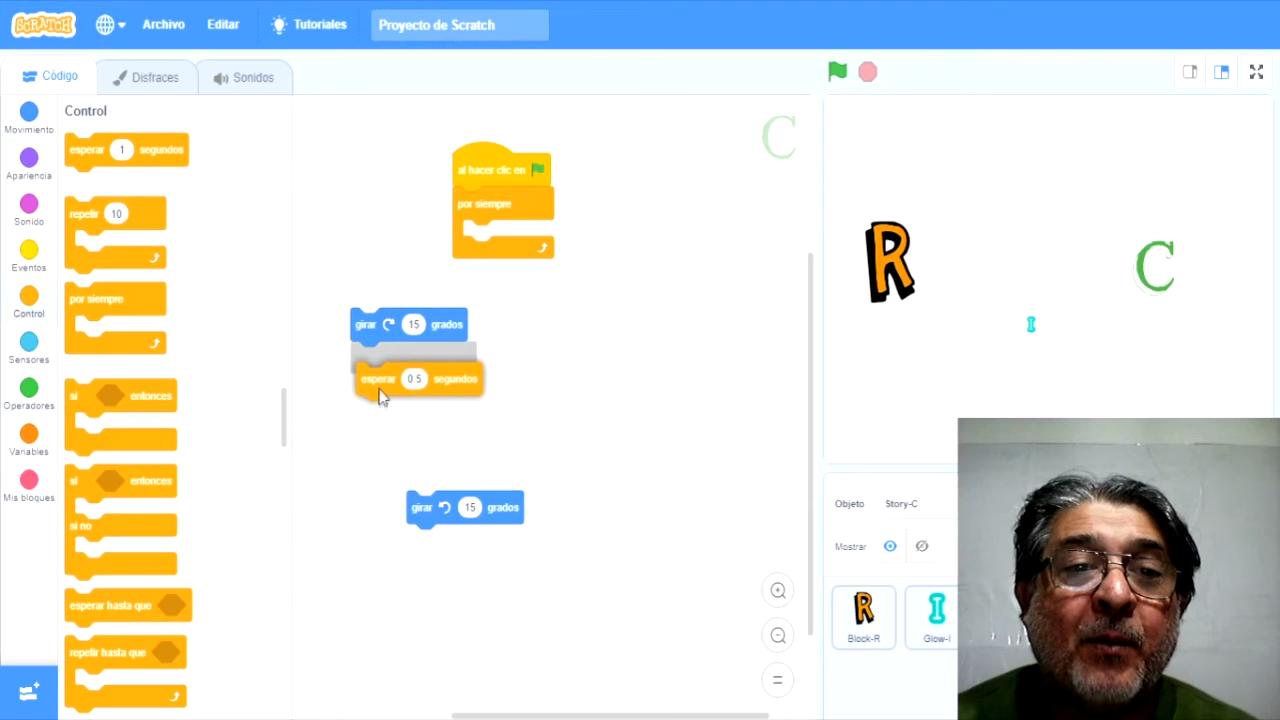 SCRATCH
Archivo
Editar
Tutoriales
Proyecto de Scratch
Código
Disfraces
Sonidos
Movimiento
Apariencia
Sonido
Eventos
Control
Sensores
Operadores
Variables
Mis bloques
Control
esperar 1 segundos
repetir 10
por siempre
si entonces
si entonces
si no
esperar hasta que
repetir hasta que
al hacer clic en
por siempre
girar 15 grados
esperar 0.5 segundos
girar 15 grados
C
R
C
I
Objeto
Story-C
Mostrar
R
Block-R
I
Glow-I